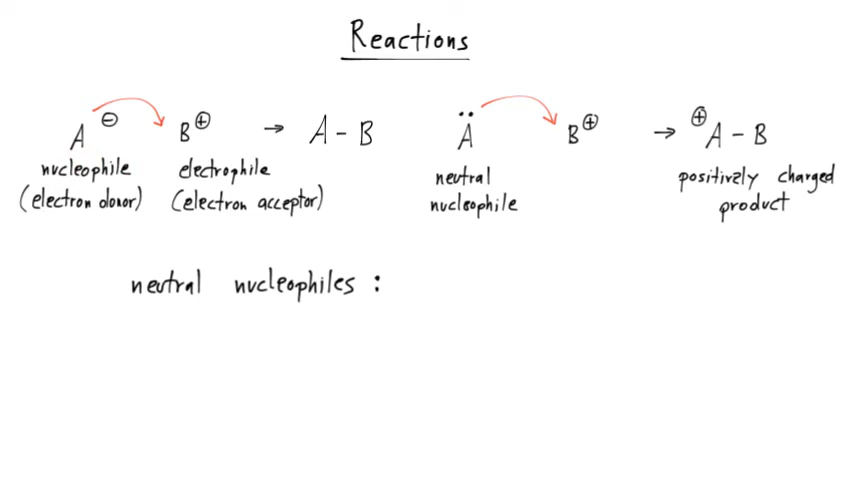 Reactions
A ⊖ B ⊕ → A – B
Ä B ⊕ → ⊕ A – B
nucleophile electrophile
(electron donor) (electron acceptor)
neutral
nucleophile
positively charged
product
neutral nucleophiles :